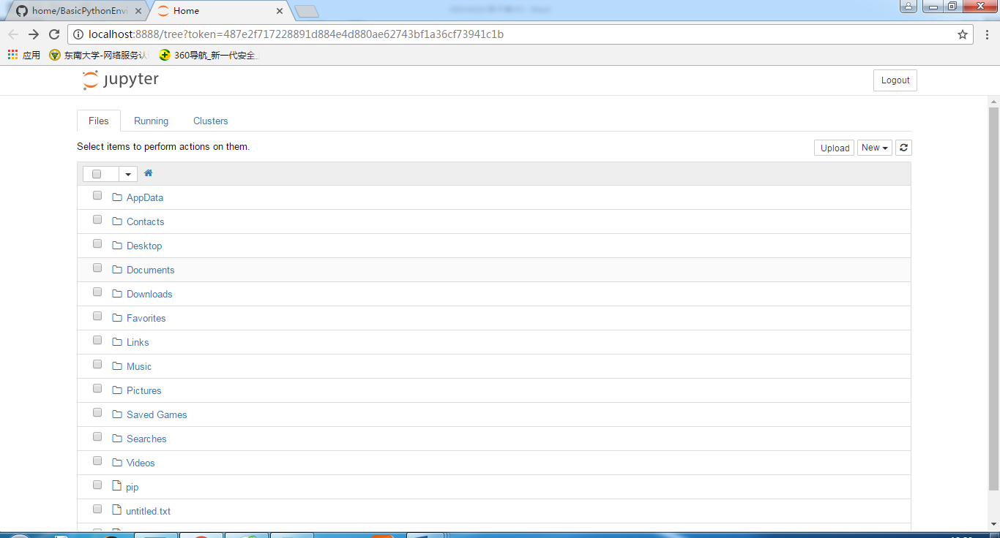 home/BasicPythonEnvi
Home
localhost:8888/tree?token=487e2f717228891d884e4d880ae62743bf1a36cf73941c1b
应用
东南大学-网络服务认
360导航_新一代安全
jupyter
Logout
Files Running Clusters
Select items to perform actions on them.
Upload New
AppData
Contacts
Desktop
Documents
Downloads
Favorites
Links
Music
Pictures
Saved Games
Searches
Videos
pip
untitled.txt